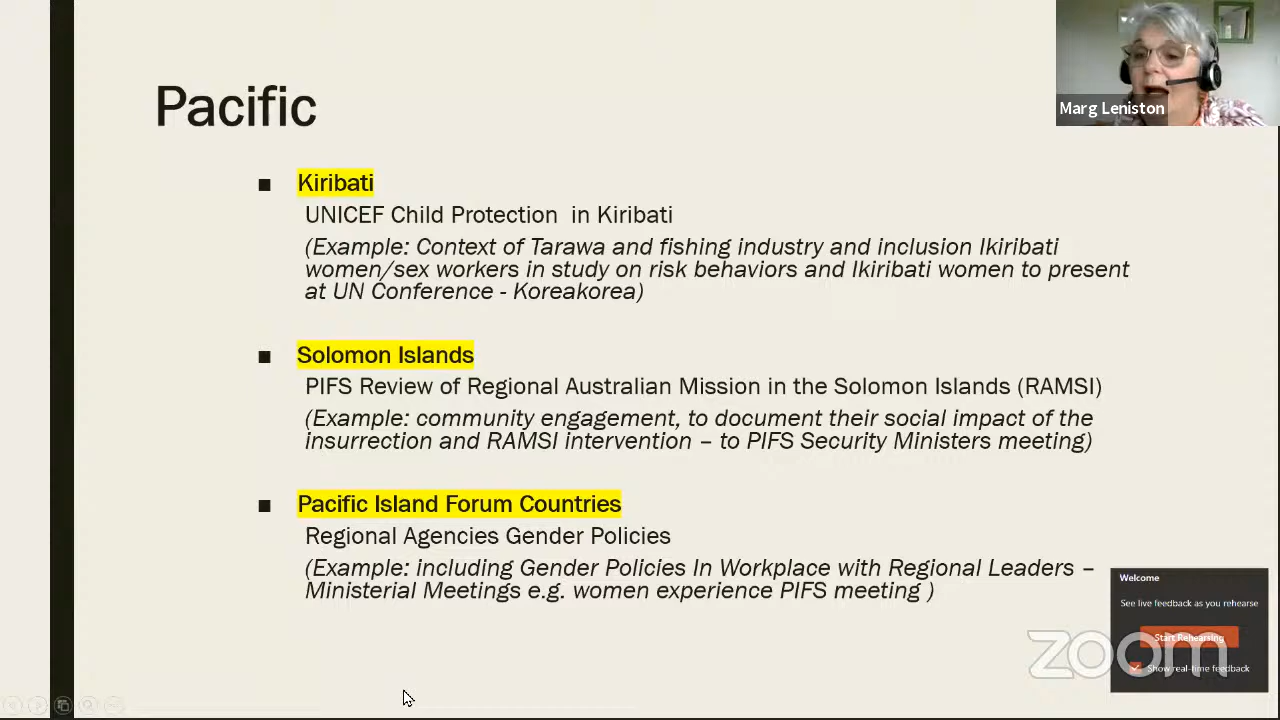 Pacific
Marg Leniston
■ Kiribati
UNICEF Child Protection in Kiribati
(Example: Context of Tarawa and fishing industry and inclusion Ikiribati
women/sex workers in study on risk behaviors and Ikiribati women to present
at UN Conference - Koreakorea)
■ Solomon Islands
PIFS Review of Regional Australian Mission in the Solomon Islands (RAMSI)
(Example: community engagement, to document their social impact of the
insurrection and RAMSI intervention – to PIFS Security Ministers meeting)
■ Pacific Island Forum Countries
Regional Agencies Gender Policies
(Example: including Gender Policies In Workplace with Regional Leaders –
Ministerial Meetings e.g. women experience PIFS meeting )
Welcome
See live feedback as you rehearse
Start Rehearsing
Show real-time feedback
zoom